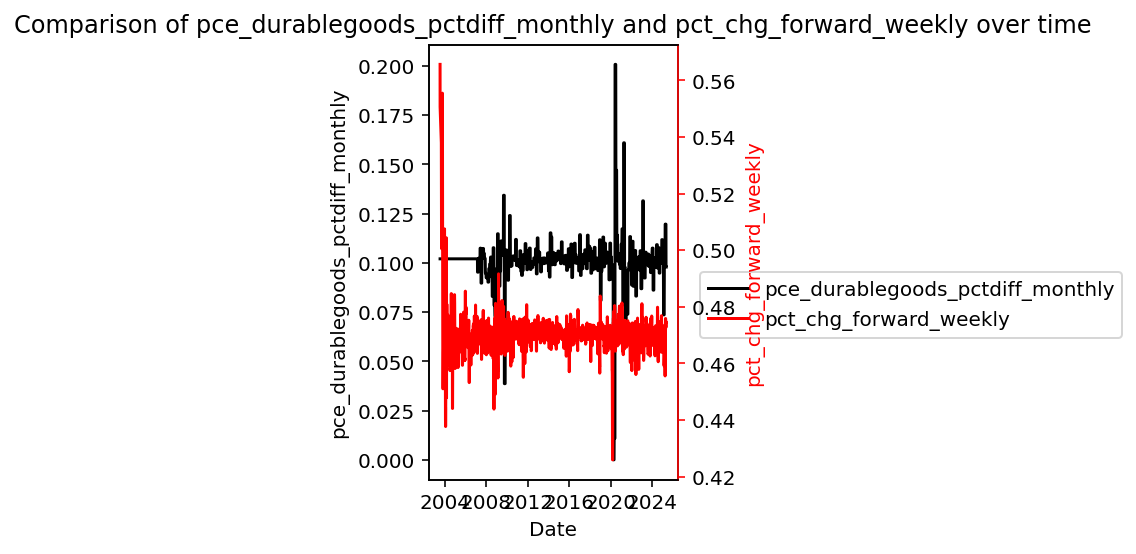 Comparison of pce_durablegoods_pctdiff_monthly and pct_chg_forward_weekly over time
pce_durablegoods_pctdiff_monthly
0.200
0.175
0.150
0.125
0.100
0.075
0.050
0.025
0.000
0.56
0.54
0.52
0.50
0.48
0.46
0.44
0.42
pct_chg_forward_weekly
pce_durablegoods_pctdiff_monthly
pct_chg_forward_weekly
2004 2008 2012 2016 2020 2024
Date